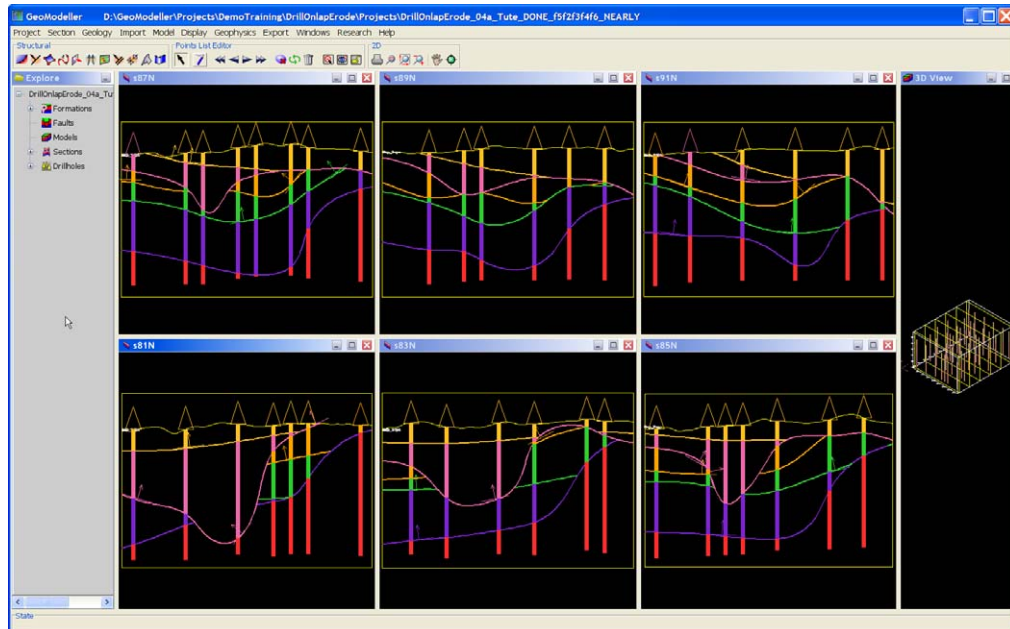 GeoModeller D:\GeoModeller\Projects\DemoTraining\DrillOnlapErode\Projects\DrillOnlapErode_04a_Tute_DONE_f5f2f3f4f6_NEARLY
Project Section Geology Import Model Display Geophysics Export Windows Research Help
Structural Points List Editor 2D
Explore
DrillOnlapErode_04a_Tu
Formations
Faults
Models
Sections
Drillholes
s87N
s89N
s91N
3D View
s81N
s83N
s85N
State